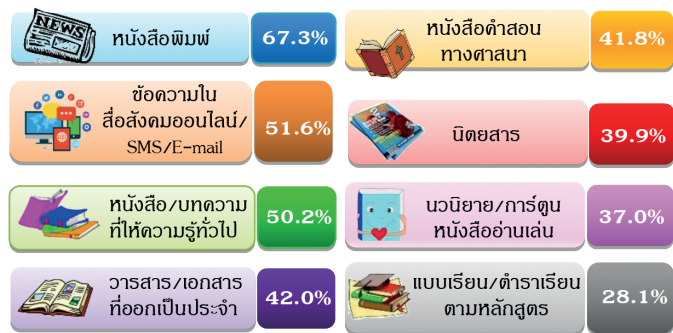 NEWS
หนังสือพิมพ์
67.3%
ข้อความใน
สื่อสังคมออนไลน์/
SMS/E-mail
51.6%
หนังสือ/บทความ
ที่ให้ความรู้ทั่วไป
50.2%
วารสาร/เอกสาร
ที่ออกเป็นประจำ
42.0%
หนังสือคำสอน
ทางศาสนา
41.8%
นิตยสาร
39.9%
นวนิยาย/การ์ตูน
หนังสืออ่านเล่น
37.0%
แบบเรียน/ตำราเรียน
ตามหลักสูตร
28.1%